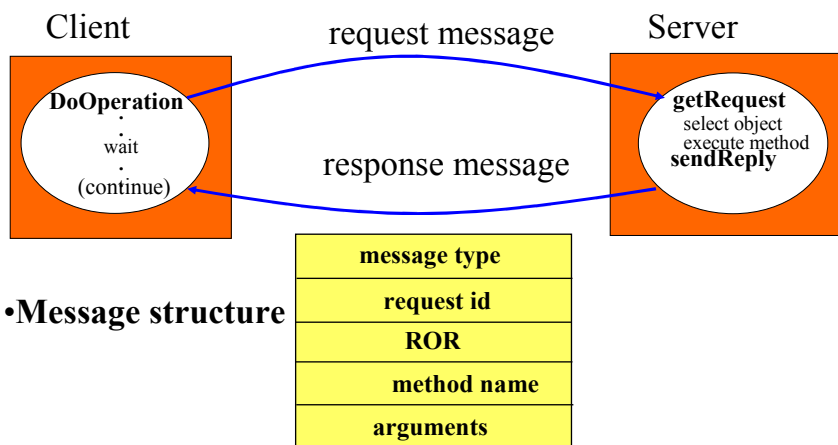 Client
request message
Server
DoOperation
wait
(continue)
getRequest
select object
execute method
sendReply
response message
•Message structure
message type
request id
ROR
method name
arguments